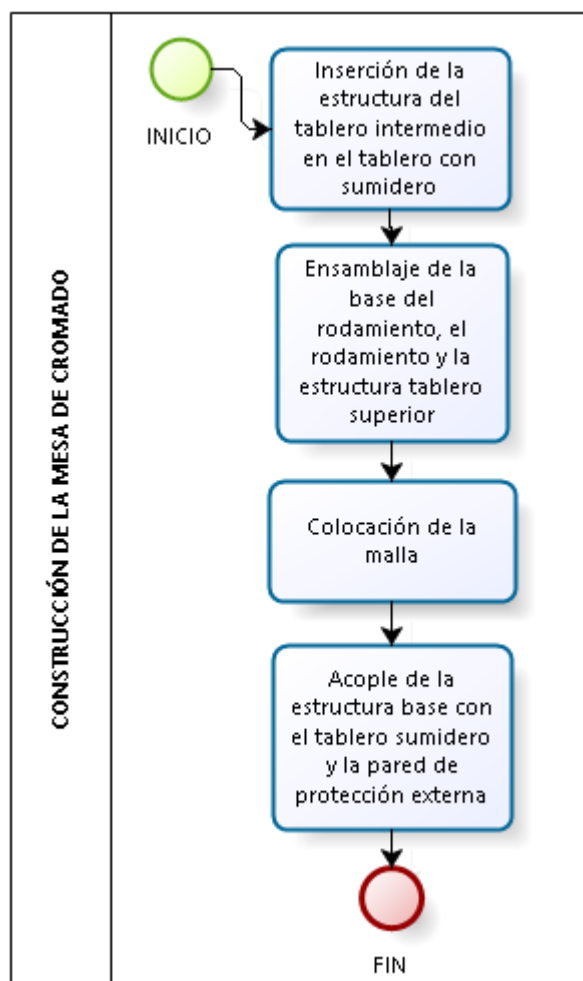 CONSTRUCCIÓN DE LA MESA DE CROMADO
INICIO
Inserción de la
estructura del
tablero intermedio
en el tablero con
sumidero
Ensamblaje de la
base del
rodamiento, el
rodamiento y la
estructura tablero
superior
Colocación de la
malla
Acople de la
estructura base con
el tablero sumidero
y la pared de
protección externa
FIN